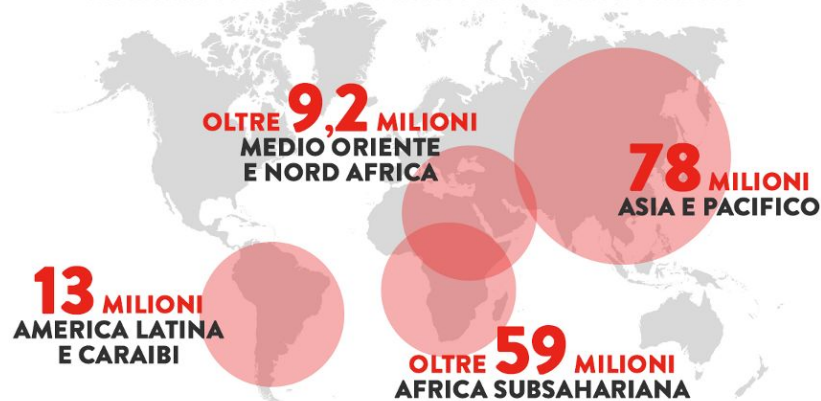 OLTRE 9,2 MILIONI
MEDIO ORIENTE
E NORD AFRICA
78 MILIONI
ASIA E PACIFICO
13 MILIONI
AMERICA LATINA
E CARAIBI
OLTRE 59 MILIONI
AFRICA SUBSAHARIANA